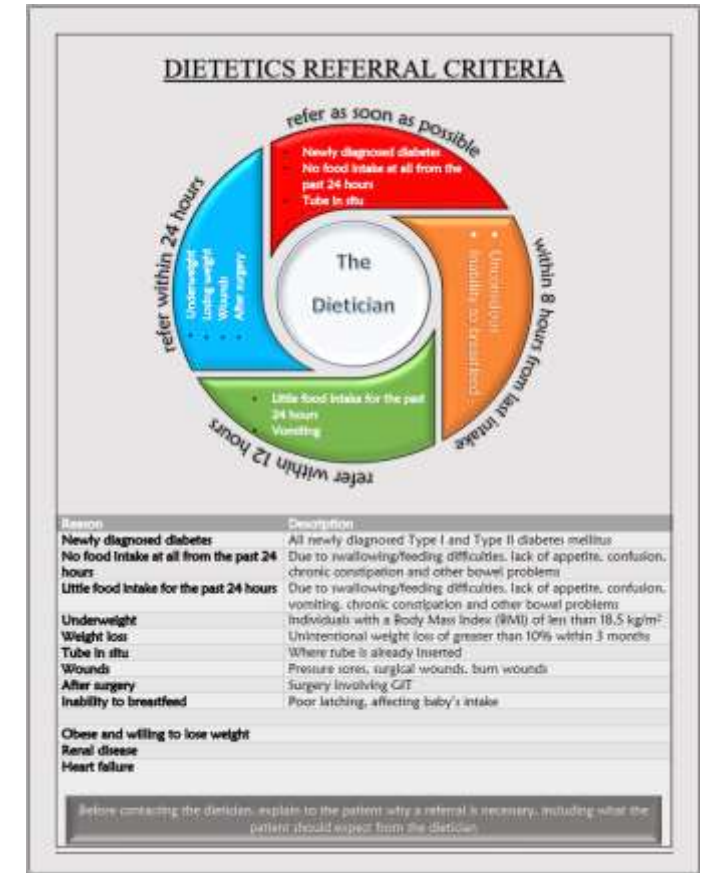 DIETETICS REFERRAL CRITERIA
refer as soon as possible
Newly diagnosed diabetes
No food intake at all from the
past 24 hours
Tube in situ
within 8 hours from last intake
• Unconscious
• Inability to breastfeed
refer within 12 hours
• Little food intake for the past
24 hours
• Vomiting
refer within 24 hours
• Underweight
• Losing weight
• Wounds
• After surgery
The
Dietician
Reason Description
Newly diagnosed diabetes All newly diagnosed Type I and Type II diabetes mellitus
No food intake at all from the past 24 Due to swallowing/feeding difficulties, lack of appetite, confusion,
hours chronic constipation and other bowel problems
Little food intake for the past 24 hours Due to swallowing/feeding difficulties, lack of appetite, confusion,
vomiting, chronic constipation and other bowel problems
Underweight Individuals with a Body Mass Index (BMI) of less than 18.5 kg/m²
Weight loss Unintentional weight loss of greater than 10% within 3 months
Tube in situ Where tube is already inserted
Wounds Pressure sores, surgical wounds, burn wounds
After surgery Surgery involving GIT
Inability to breastfeed Poor latching, affecting baby's intake
Obese and willing to lose weight
Renal disease
Heart failure
Before contacting the dietician, explain to the patient why a referral is necessary, including what the
patient should expect from the dietician